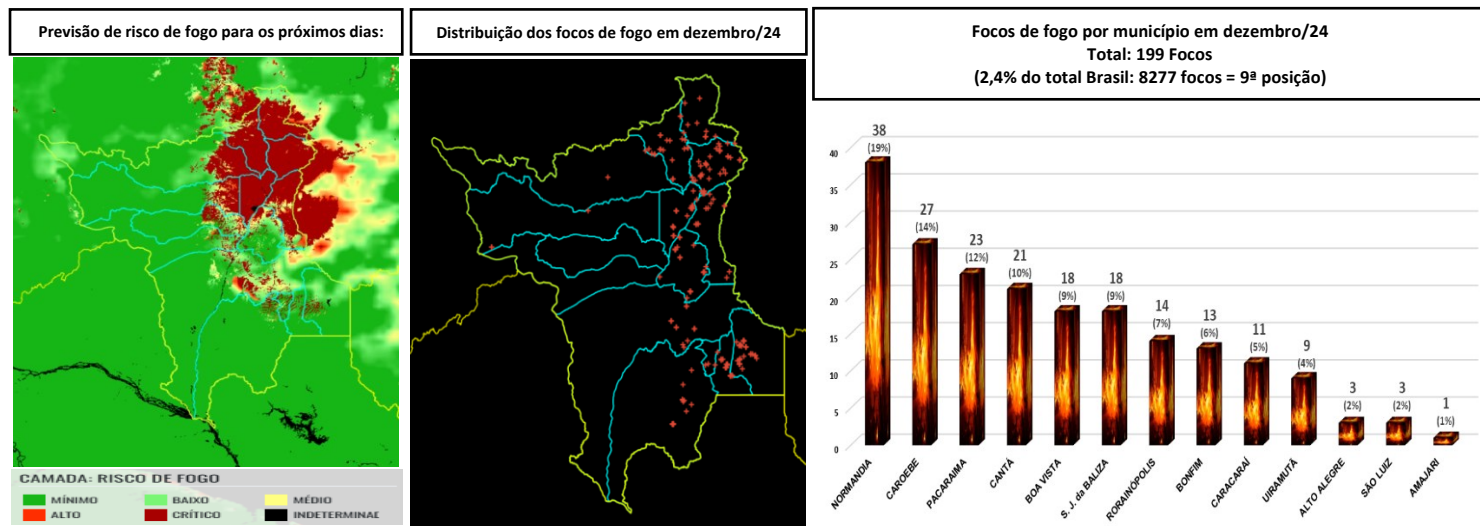 Previsão de risco de fogo para os próximos dias:
CAMADA: RISCO DE FOGO
MÍNIMO
BAIXO
MÉDIO
ALTO
CRÍTICO
INDETERMINAE
Distribuição dos focos de fogo em dezembro/24
Focos de fogo por município em dezembro/24
Total: 199 Focos
(2,4% do total Brasil: 8277 focos = 9ª posição)
40
35
30
25
20
15
10
5
0
38
(19%)
27
(14%)
23
(12%)
21
(10%)
18
(9%)
18
(9%)
14
(7%)
13
(6%)
11
(5%)
9
(4%)
3
(2%)
3
(2%)
1
(1%)
NORMANDIA
CAROEBE
PACARAIMA
CANTÁ
BOA VISTA
S. J. da BALIZA
RORAINÓPOLIS
BONFIM
CARACARAÍ
UIRAMUTÃ
ALTO ALEGRE
SÃO LUIZ
AMAJARI